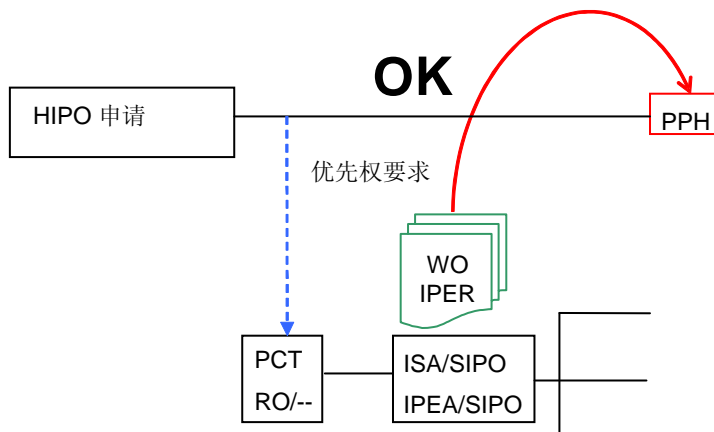 OK
HIPO 申请
PPH
优先权要求
WO
IPER
PCT
RO/--
ISA/SIPO
IPEA/SIPO